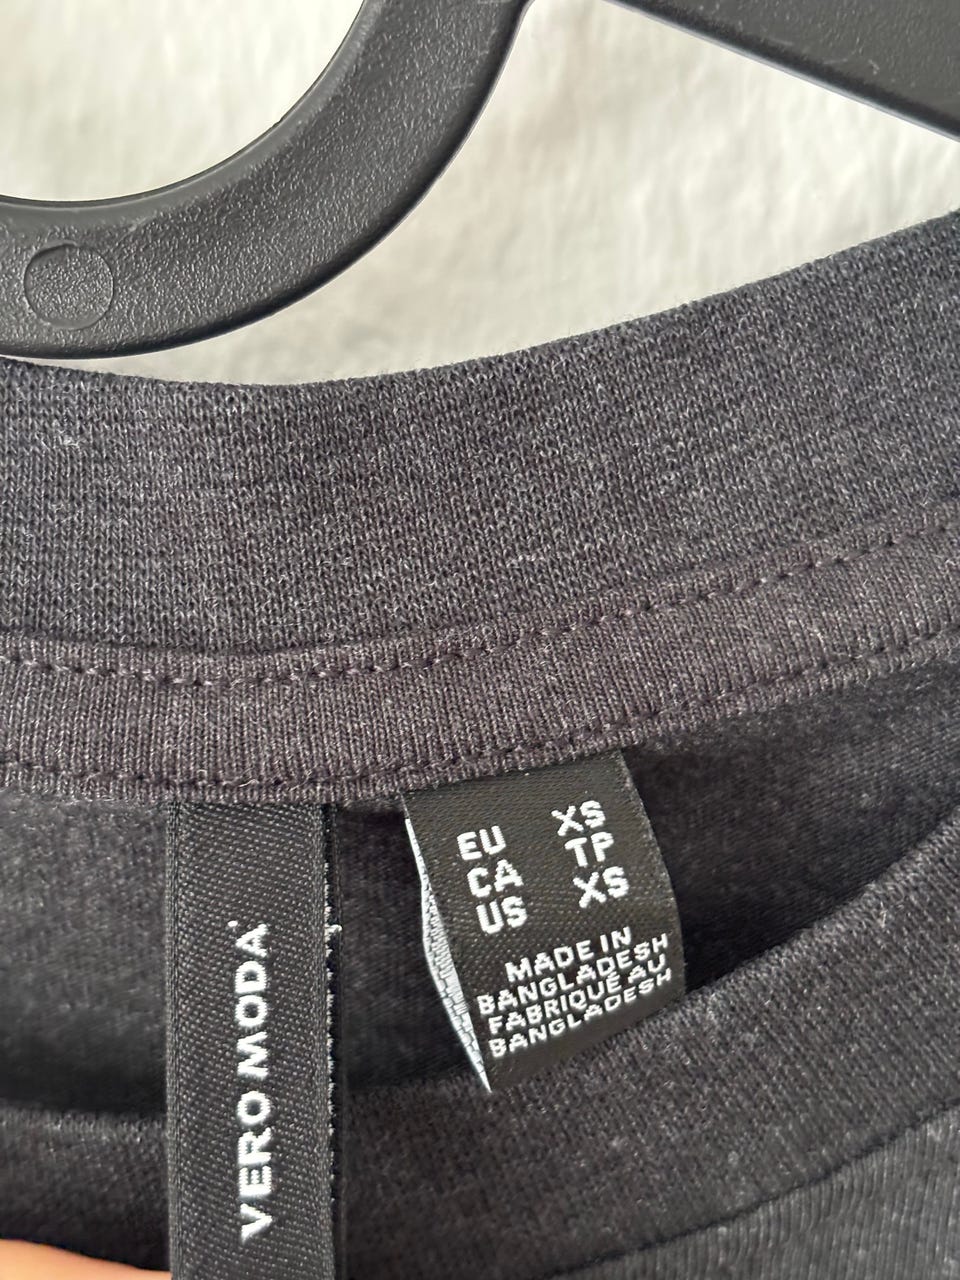 VERO MODA
EU XS
CA TP
US XS
MADE IN
BANGLADESH
FABRIQUÉ AU
BANGLADESH